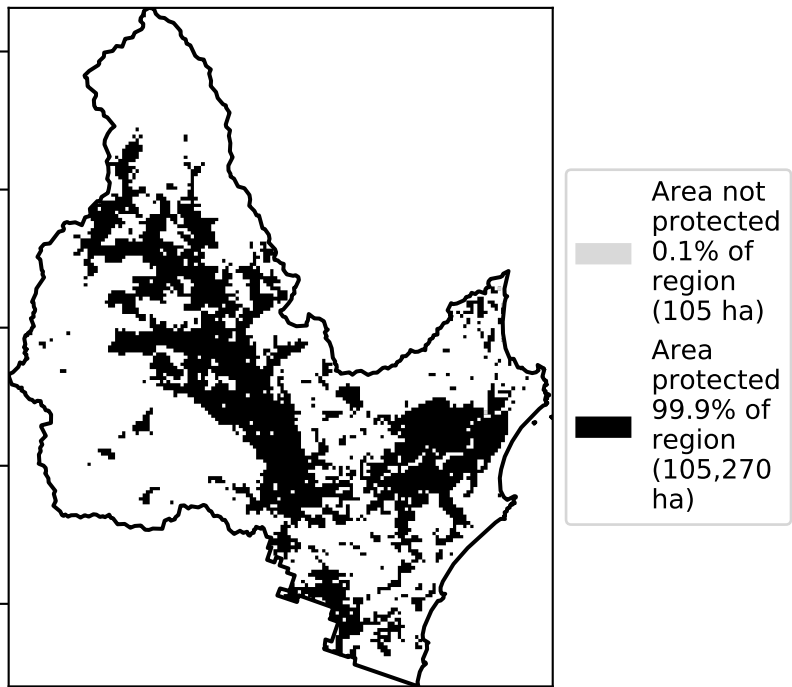 Area not
protected
0.1% of
region
(105 ha)
Area
protected
99.9% of
region
(105,270
ha)